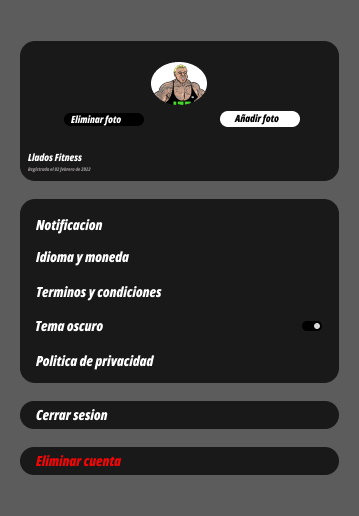 Eliminar foto
Añadir foto
Llados Fitness
Registrado el 02 febrero de 2023
Notificacion
Idioma y moneda
Terminos y condiciones
Tema oscuro
Politica de privacidad
Cerrar sesion
Eliminar cuenta